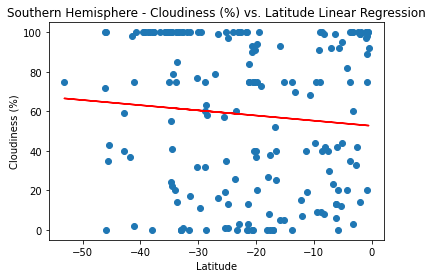 Southern Hemisphere - Cloudiness (%) vs. Latitude Linear Regression
100
80
60
40
20
0
Cloudiness (%)
−50 −40 −30 −20 −10 0
Latitude